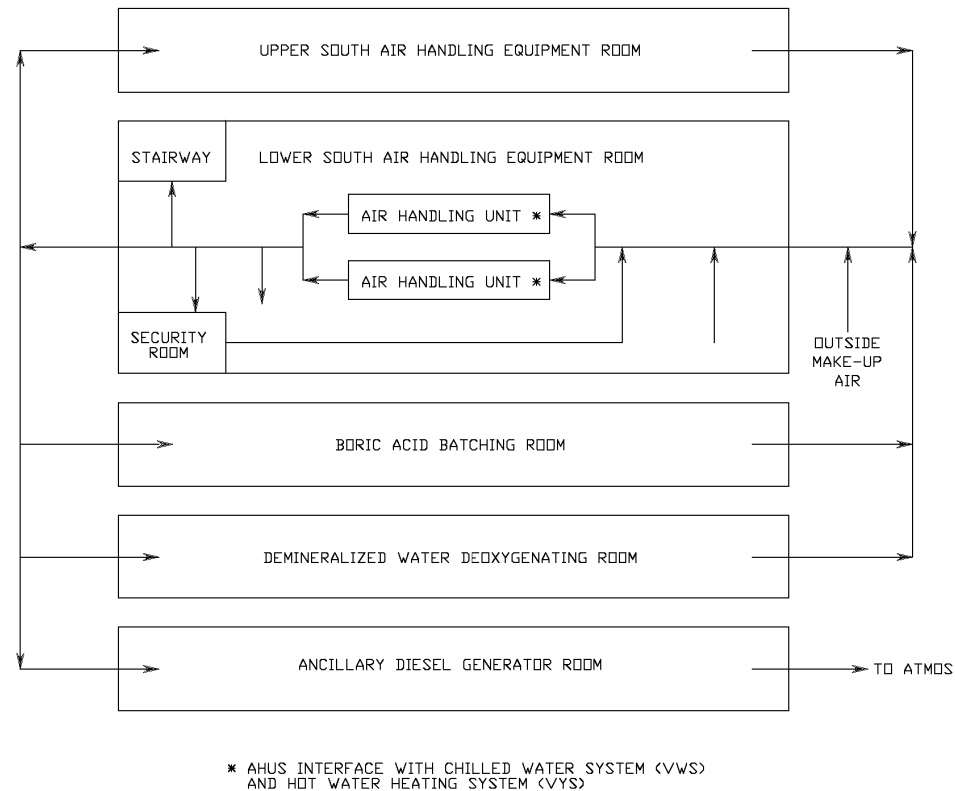 UPPER SOUTH AIR HANDLING EQUIPMENT ROOM
STAIRWAY
LOWER SOUTH AIR HANDLING EQUIPMENT ROOM
AIR HANDLING UNIT *
AIR HANDLING UNIT *
SECURITY
ROOM
OUTSIDE
MAKE-UP
AIR
BORIC ACID BATCHING ROOM
DEMINERALIZED WATER DEOXYGENATING ROOM
ANCILLARY DIESEL GENERATOR ROOM
TO ATMOS
* AHUS INTERFACE WITH CHILLED WATER SYSTEM (VWS)
AND HOT WATER HEATING SYSTEM (VYS)